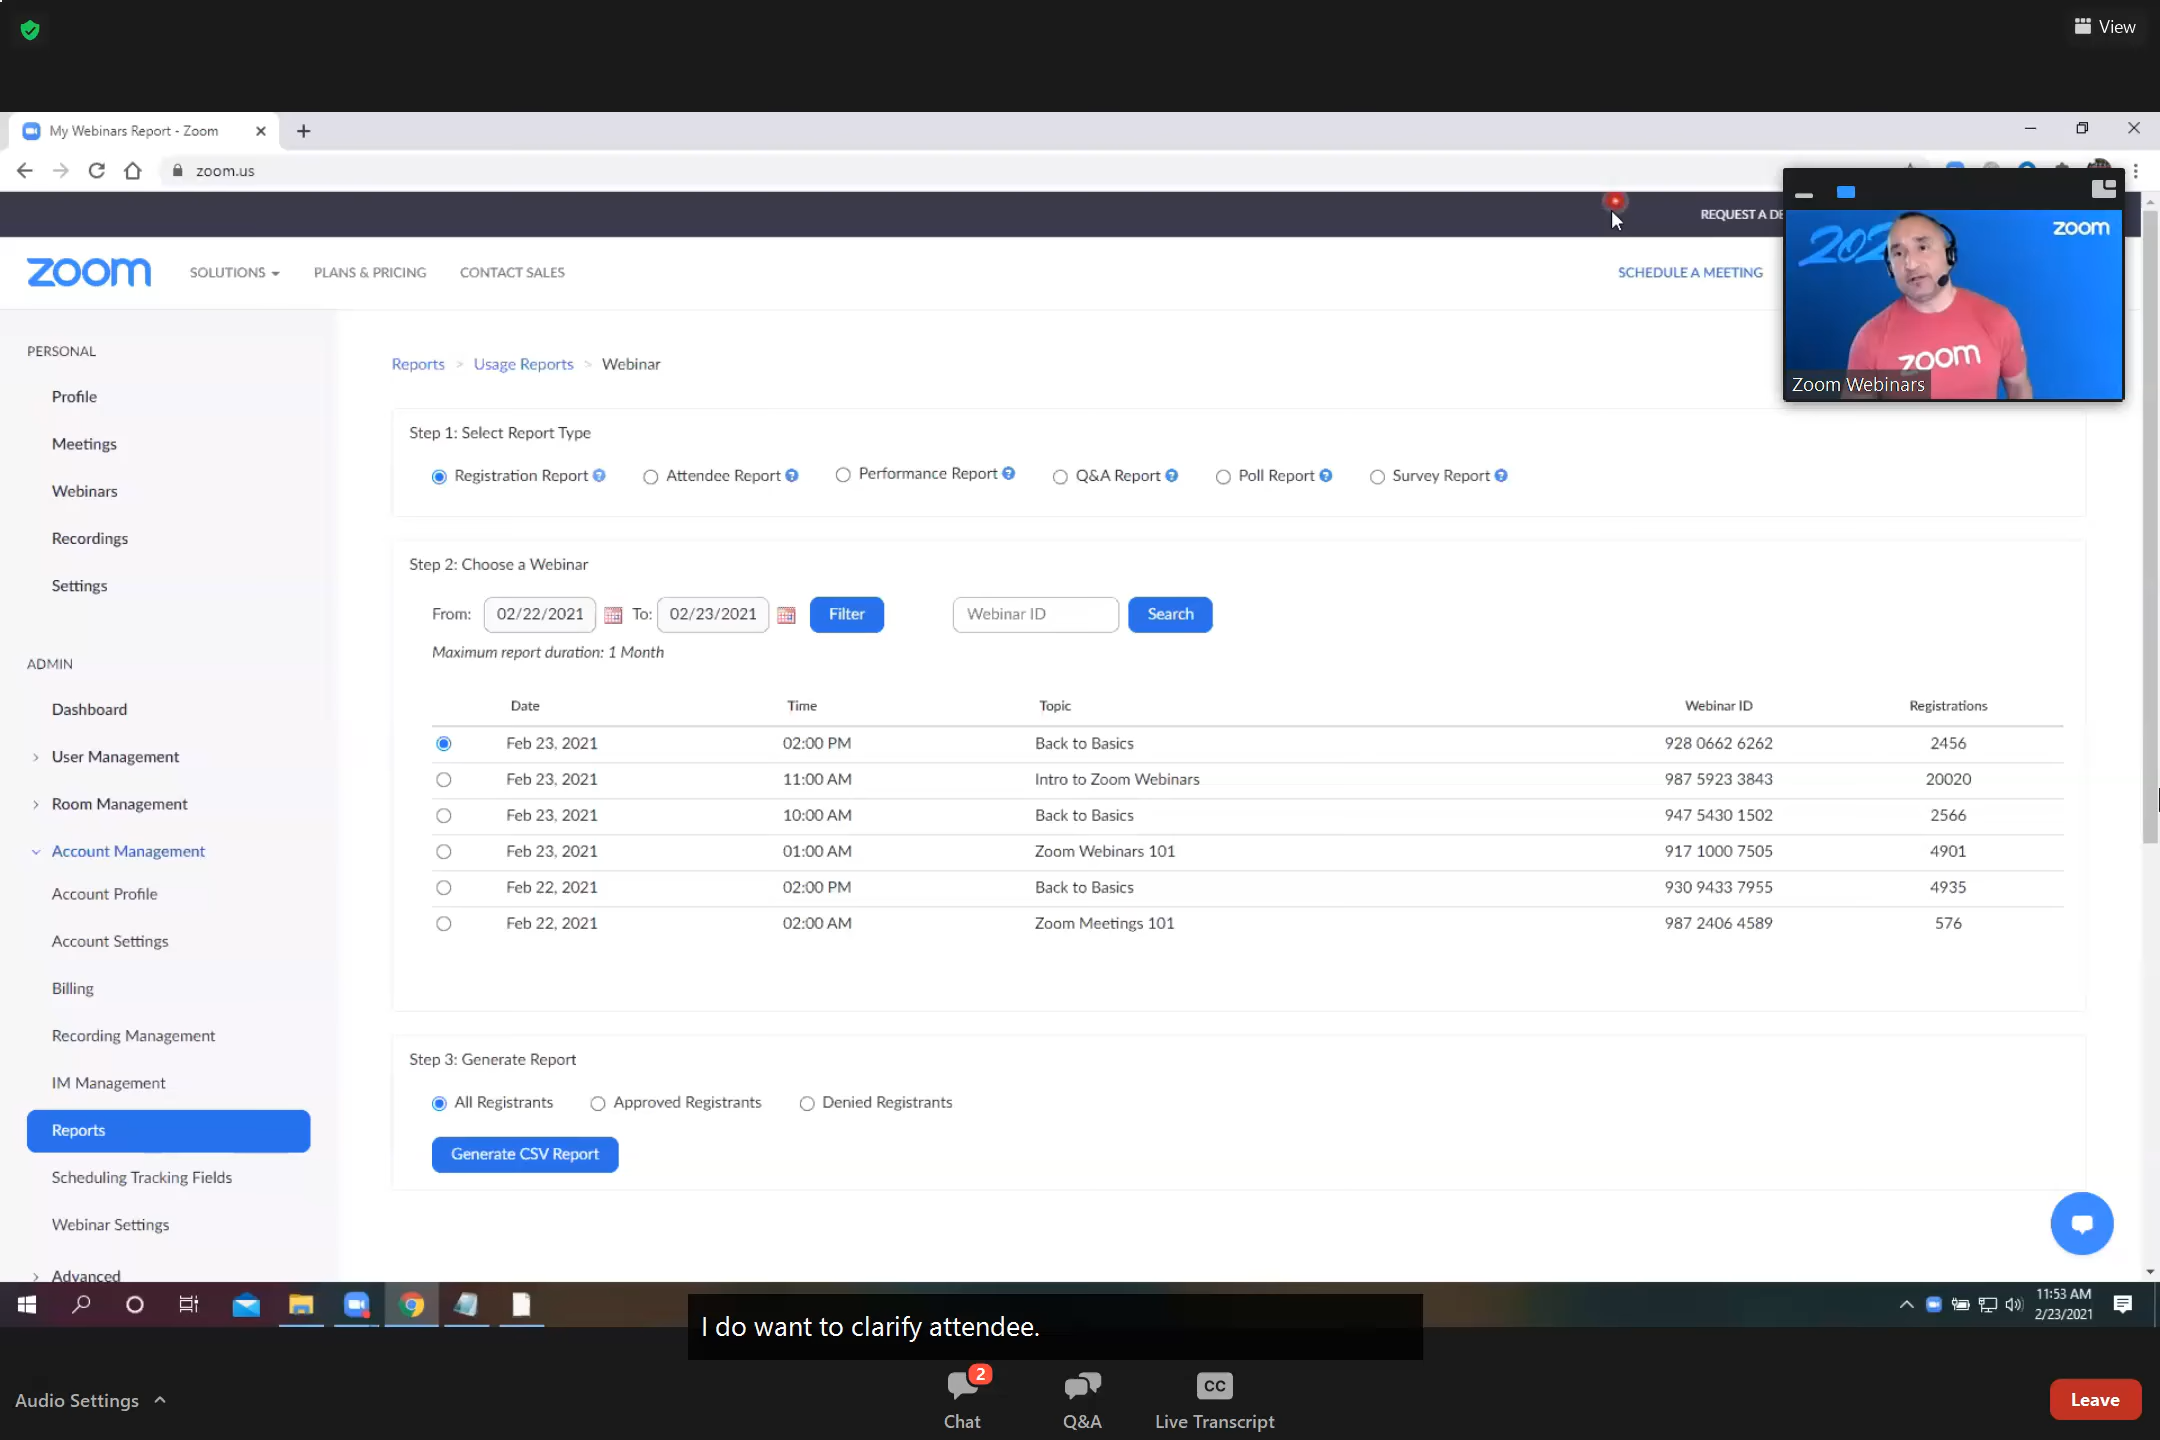 View
My Webinars Report - Zoom
zoom.us
REQUEST A DE
zoom
SOLUTIONS
PLANS & PRICING
CONTACT SALES
SCHEDULE A MEETING
202
zoom
zoom
Zoom Webinars
PERSONAL
Profile
Meetings
Webinars
Recordings
Settings
ADMIN
Dashboard
User Management
Room Management
Account Management
Account Profile
Account Settings
Billing
Recording Management
IM Management
Reports
Scheduling Tracking Fields
Webinar Settings
Advanced
Reports > Usage Reports > Webinar
Step 1: Select Report Type
Registration Report ? Attendee Report ? Performance Report ? Q&A Report ? Poll Report ? Survey Report ?
Step 2: Choose a Webinar
From: 02/22/2021 To: 02/23/2021 Filter Webinar ID Search
Maximum report duration: 1 Month
Date Time Topic Webinar ID Registrations
Feb 23, 2021 02:00 PM Back to Basics 928 0662 6262 2456
Feb 23, 2021 11:00 AM Intro to Zoom Webinars 987 5923 3843 20020
Feb 23, 2021 10:00 AM Back to Basics 947 5430 1502 2566
Feb 23, 2021 01:00 AM Zoom Webinars 101 917 1000 7505 4901
Feb 22, 2021 02:00 PM Back to Basics 930 9433 7955 4935
Feb 22, 2021 02:00 AM Zoom Meetings 101 987 2406 4589 576
Step 3: Generate Report
All Registrants Approved Registrants Denied Registrants
Generate CSV Report
11:53 AM
2/23/2021
I do want to clarify attendee.
Audio Settings
2
Chat
Q&A
CC
Live Transcript
Leave